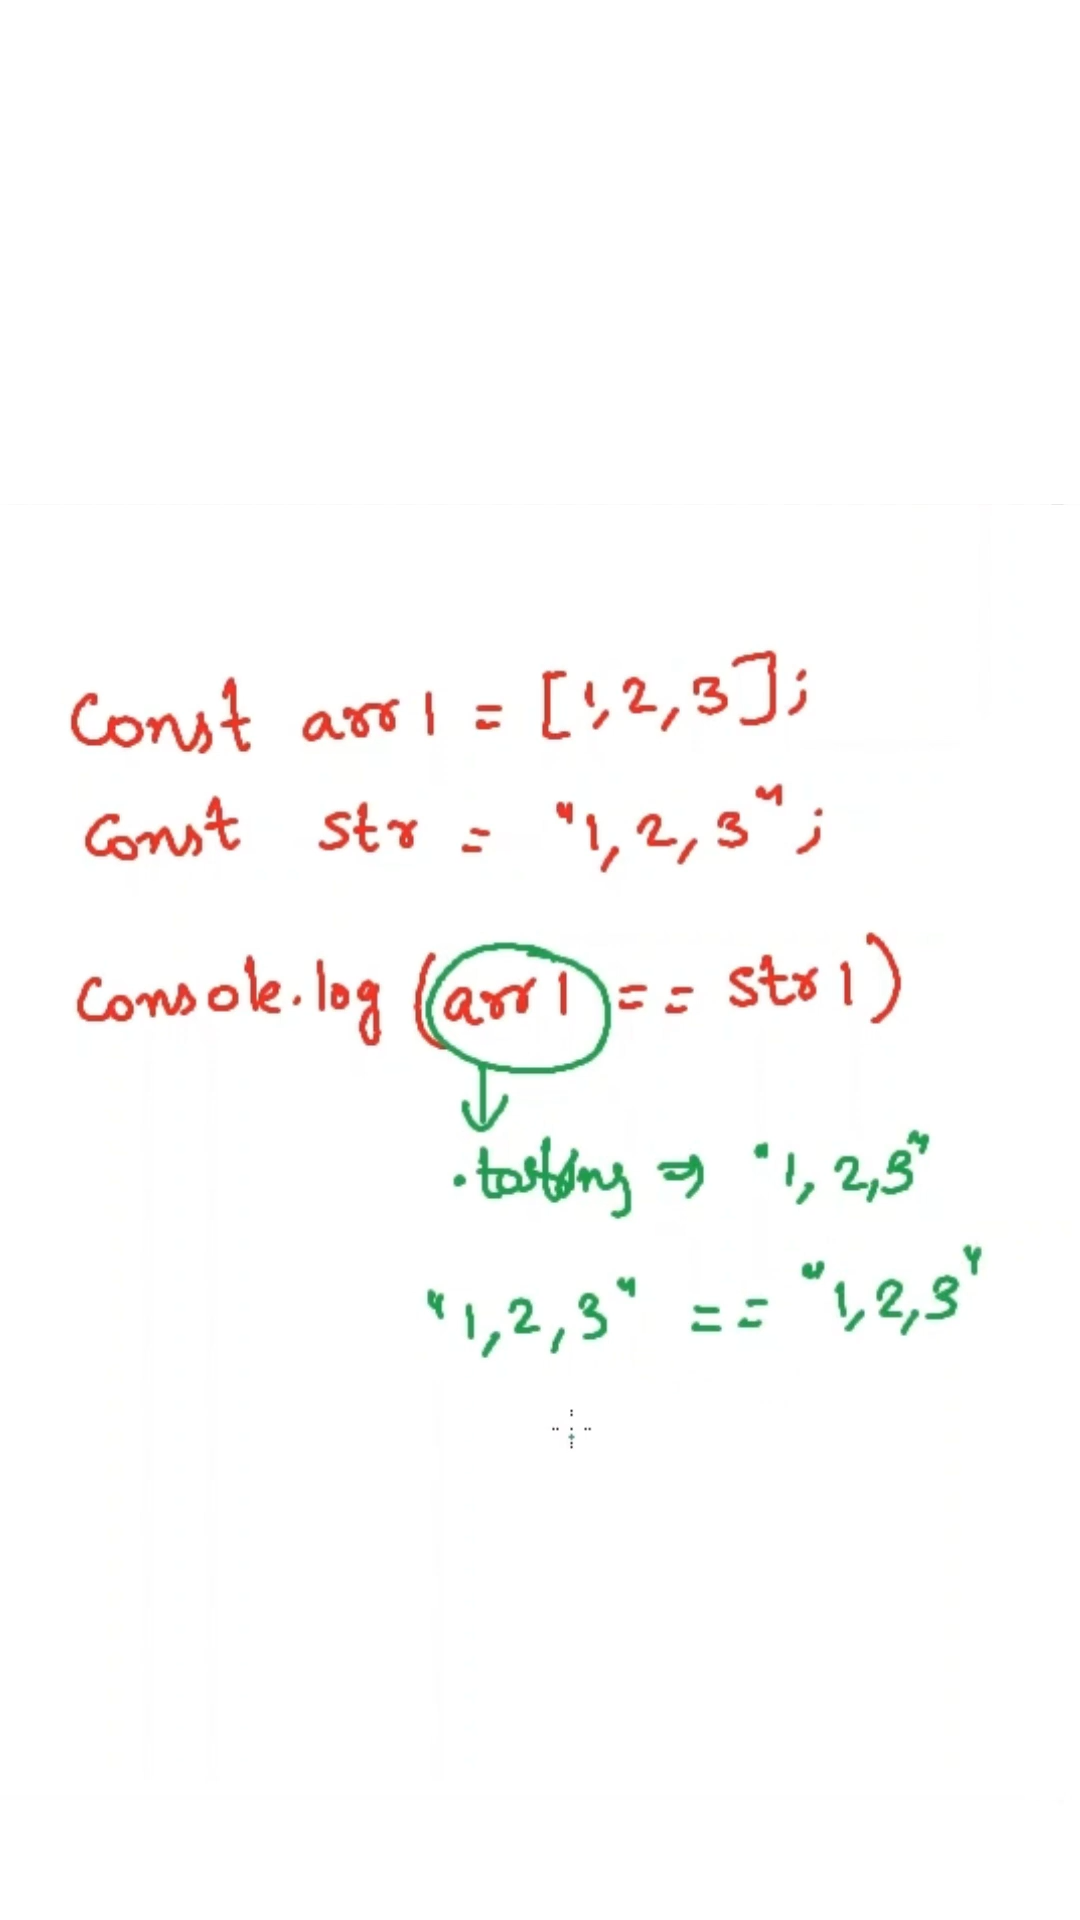 Const arr1 = [1,2,3];
Const str = "1,2,3";
Console.log (arr1 == str1)
.tostring ⇒ "1,2,3"
"1,2,3" == "1,2,3"